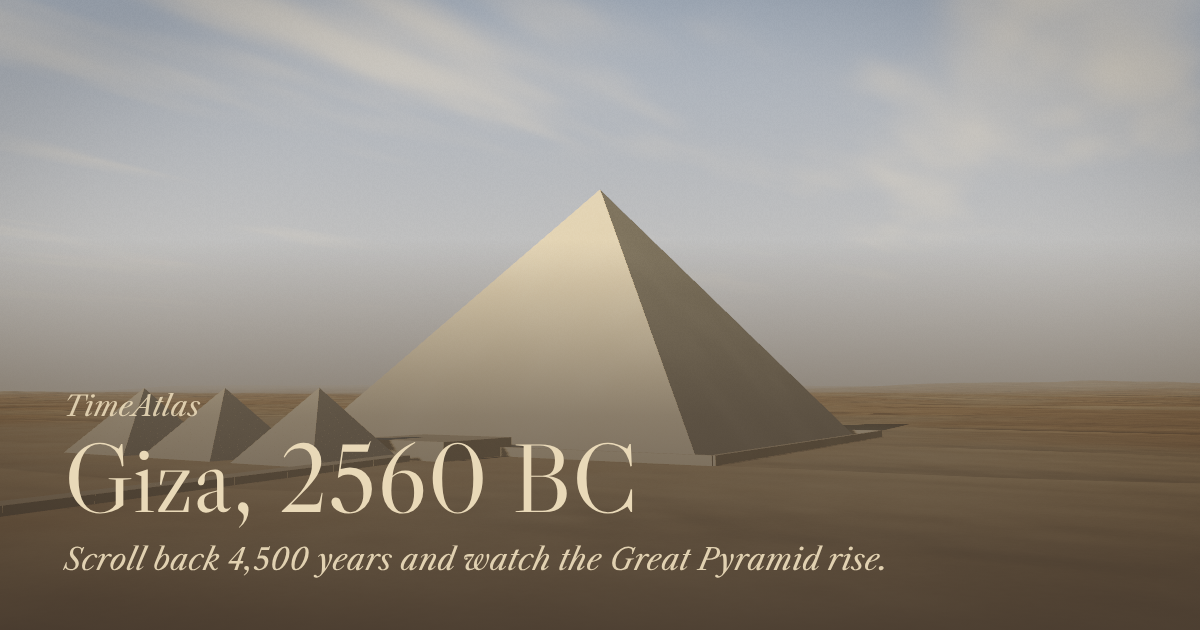 TimeAtlas
Giza, 2560 BC
Scroll back 4,500 years and watch the Great Pyramid rise.